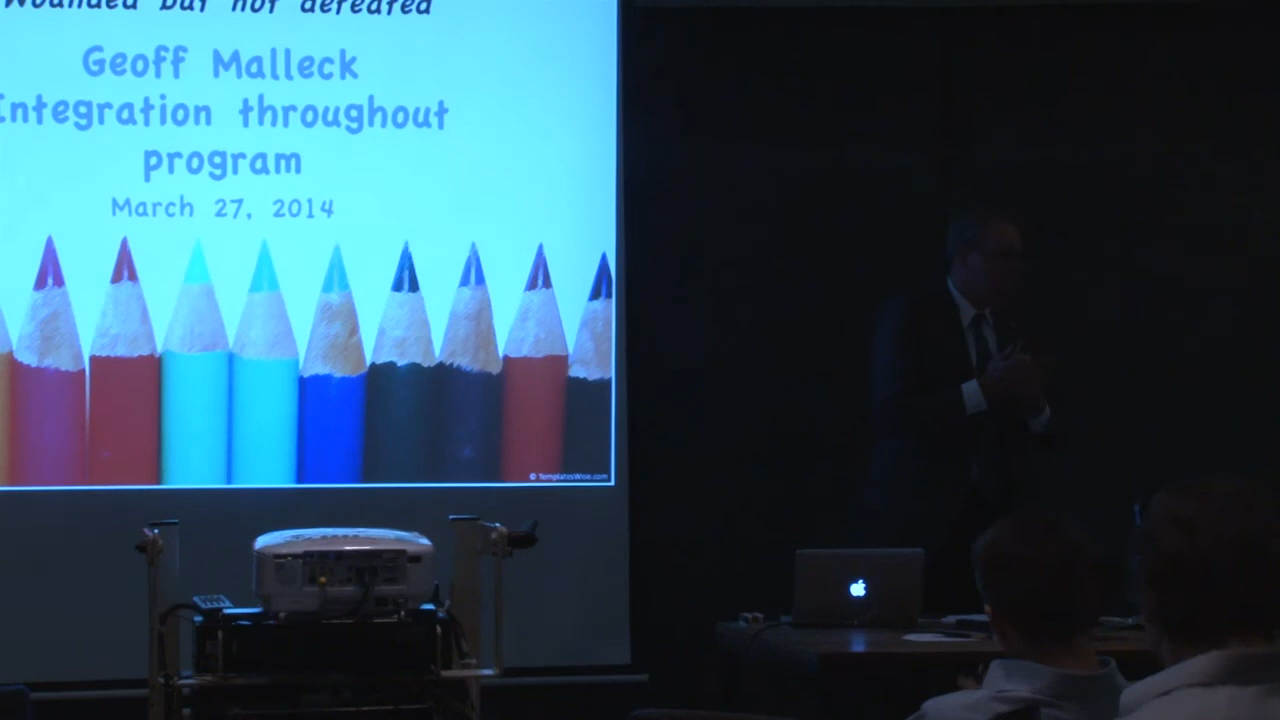 Wounded but not defeated
Geoff Malleck
Integration throughout
program
March 27, 2014
© TemplatesWise.com